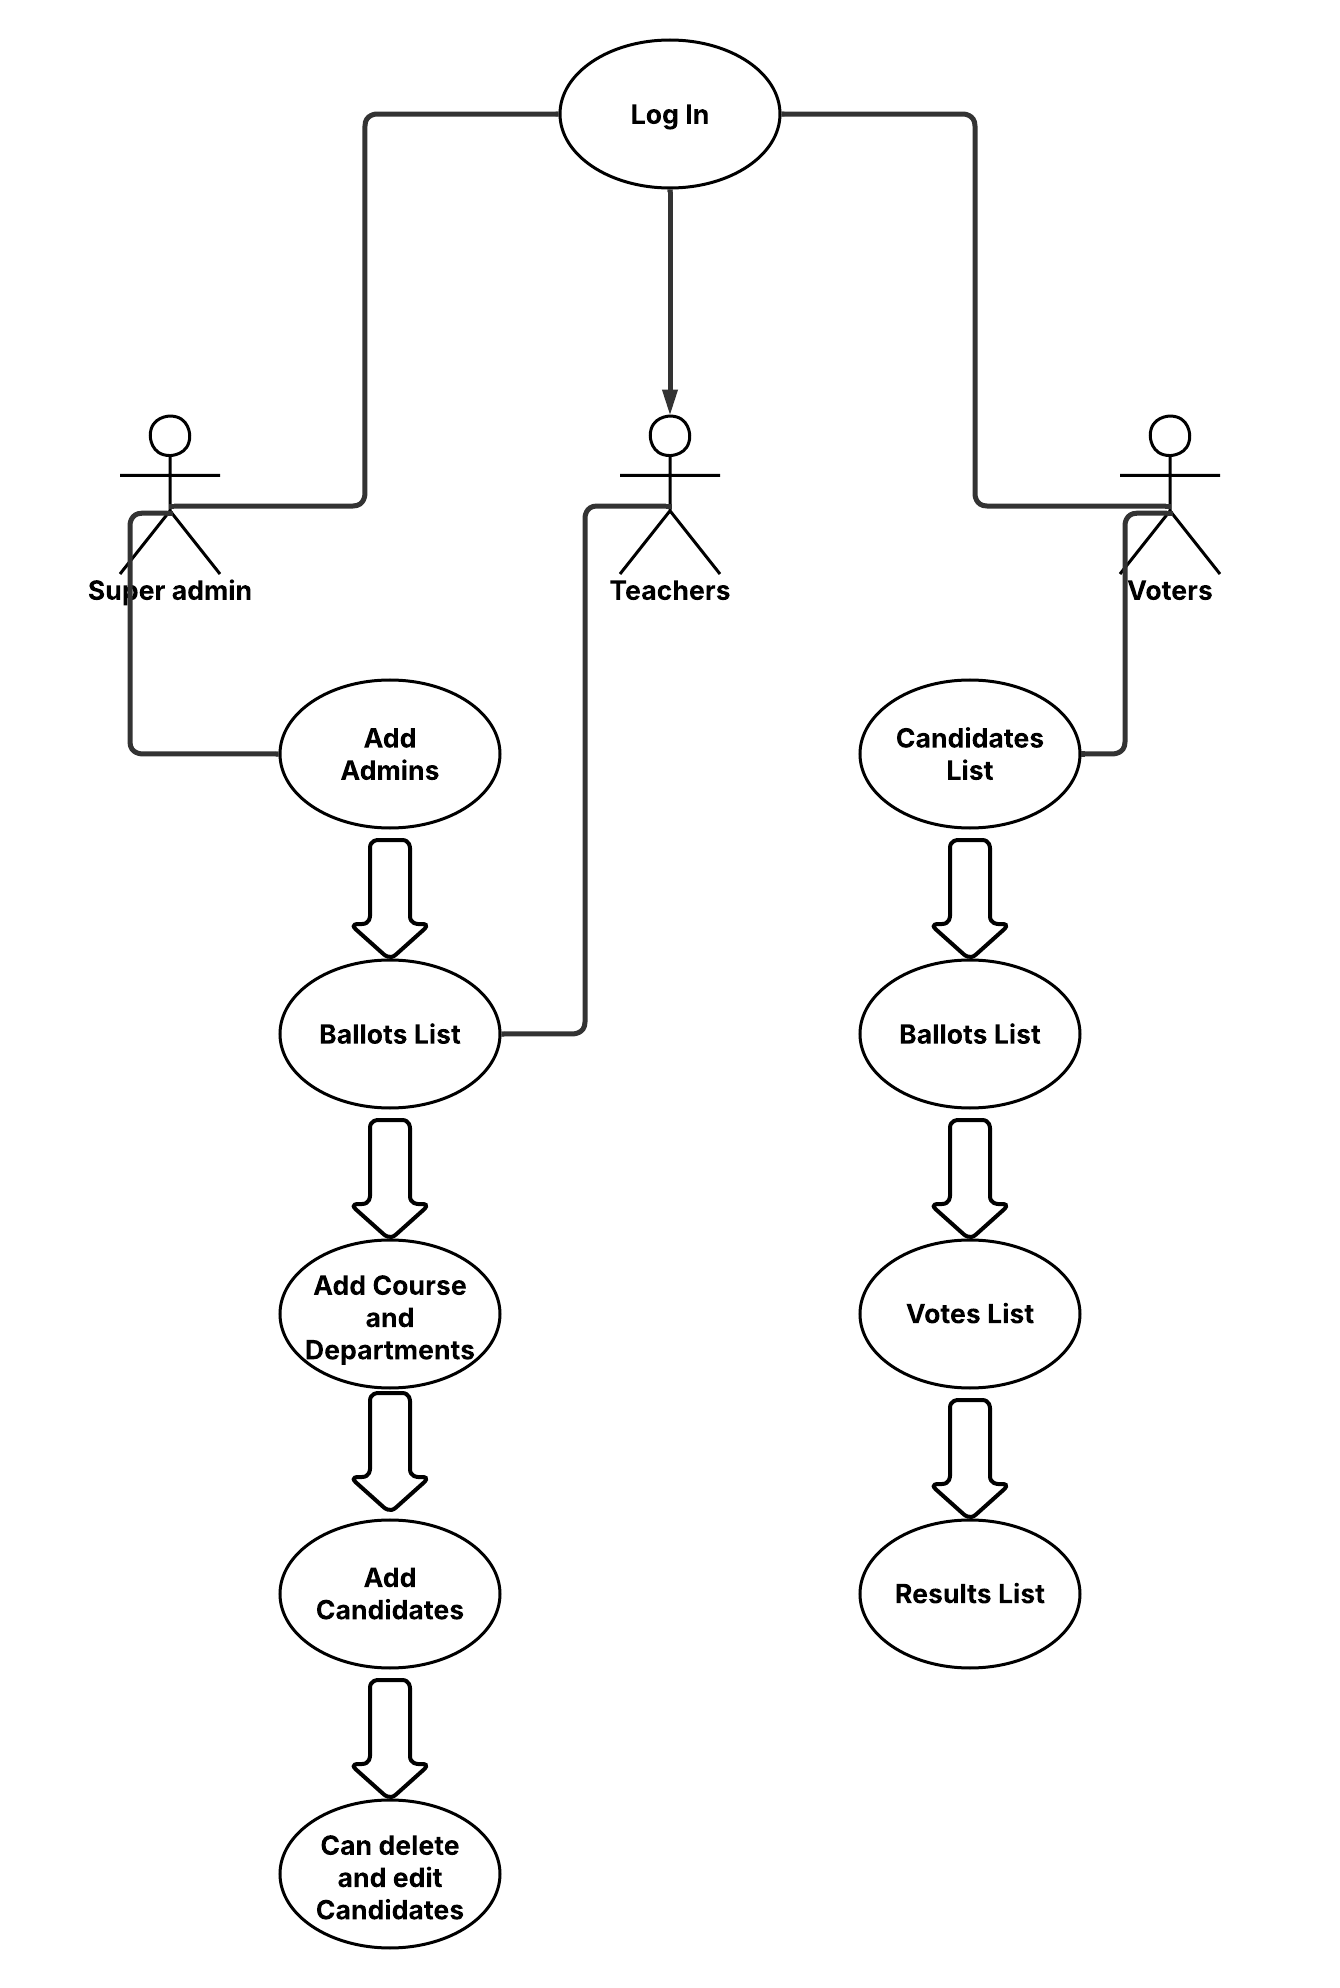 Log In
Super admin
Teachers
Voters
Add
Admins
Candidates
List
Ballots List
Ballots List
Add Course
and
Departments
Votes List
Add
Candidates
Results List
Can delete
and edit
Candidates